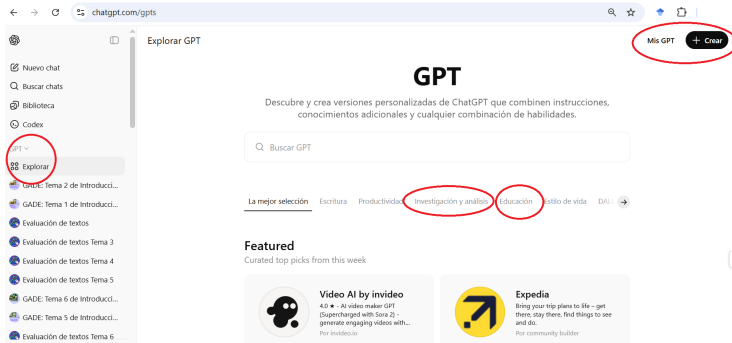 chatgpt.com/gpts
Explorar GPT
Mis GPT
+ Crear
Nuevo chat
Buscar chats
Biblioteca
Codex
GPT
Explorar
GADE: Tema 2 de Introducci...
GADE: Tema 1 de Introducci...
Evaluación de textos
Evaluación de textos Tema 3
Evaluación de textos Tema 4
Evaluación de textos Tema 5
GADE: Tema 6 de Introducci...
GADE: Tema 5 de Introducci...
Evaluación de textos Tema 6
GPT
Descubre y crea versiones personalizadas de ChatGPT que combinen instrucciones,
conocimientos adicionales y cualquier combinación de habilidades.
Buscar GPT
La mejor selección Escritura Productividad Investigación y análisis Educación Estilo de vida
Featured
Curated top picks from this week
Video AI by invideo
4.0 ★ - AI video maker GPT
(Supercharged with Sora 2) -
generate engaging videos with...
Por invideo.io
Expedia
Bring your trip plans to life – get
there, stay there, find things to see
and do.
Por community builder